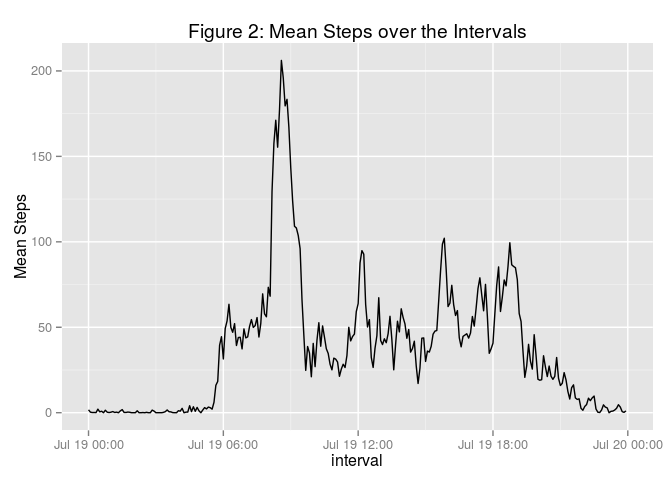 Figure 2: Mean Steps over the Intervals
Mean Steps
200
150
100
50
0
Jul 19 00:00
Jul 19 06:00
Jul 19 12:00
Jul 19 18:00
Jul 20 00:00
interval